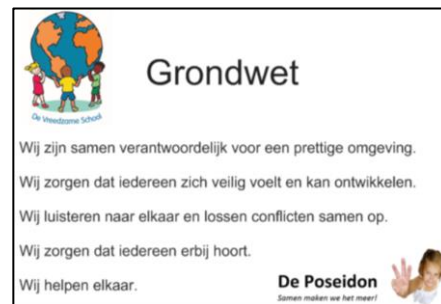 De Vreedzame School
Grondwet
Wij zijn samen verantwoordelijk voor een prettige omgeving.
Wij zorgen dat iedereen zich veilig voelt en kan ontwikkelen.
Wij luisteren naar elkaar en lossen conflicten samen op.
Wij zorgen dat iedereen erbij hoort.
Wij helpen elkaar.
De Poseidon
Samen maken we het meer!